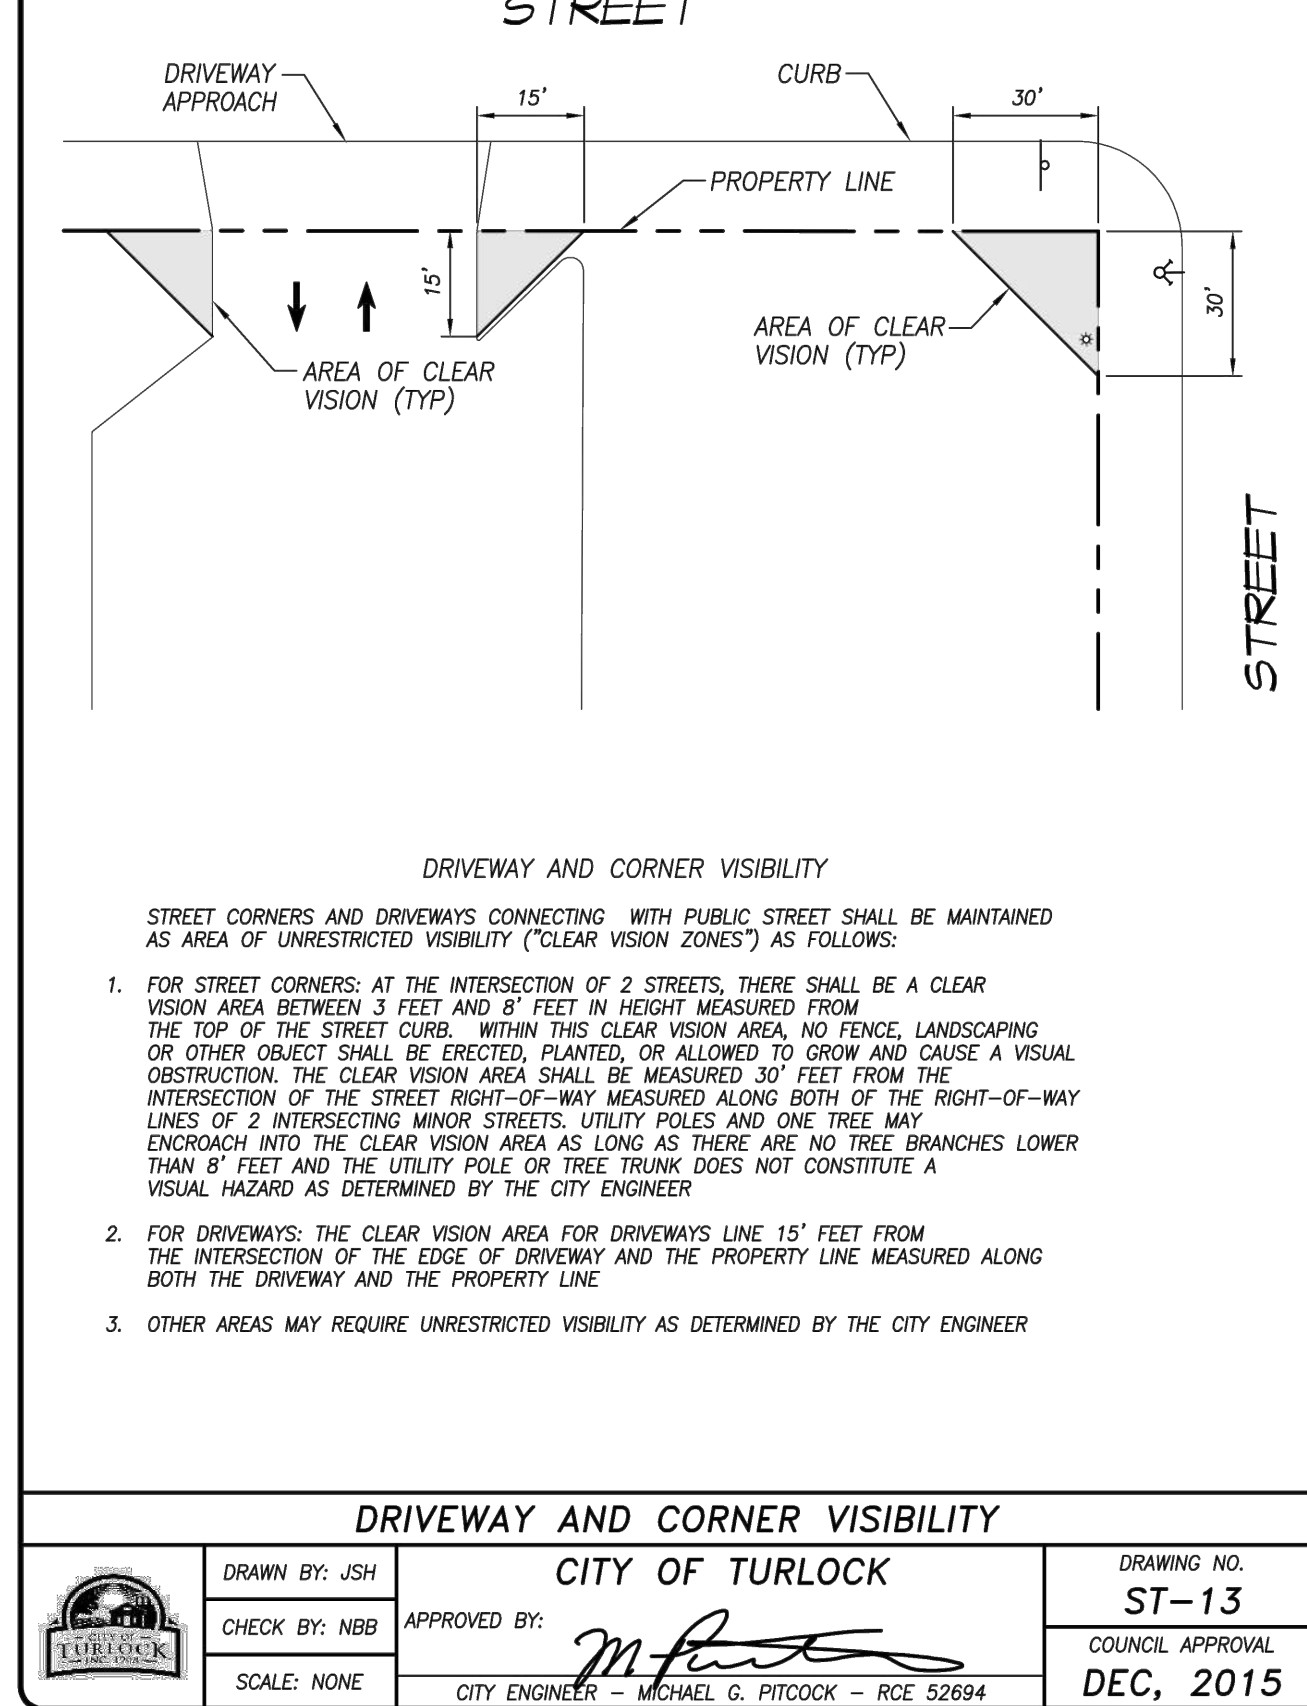 STREET
DRIVEWAY
APPROACH
15'
CURB
30'
PROPERTY LINE
15'
30'
AREA OF CLEAR
VISION (TYP)
AREA OF CLEAR
VISION (TYP)
STREET
DRIVEWAY AND CORNER VISIBILITY
STREET CORNERS AND DRIVEWAYS CONNECTING WITH PUBLIC STREET SHALL BE MAINTAINED
AS AREA OF UNRESTRICTED VISIBILITY ("CLEAR VISION ZONES") AS FOLLOWS:
1. FOR STREET CORNERS: AT THE INTERSECTION OF 2 STREETS, THERE SHALL BE A CLEAR
VISION AREA BETWEEN 3 FEET AND 8' FEET IN HEIGHT MEASURED FROM
THE TOP OF THE STREET CURB. WITHIN THIS CLEAR VISION AREA, NO FENCE, LANDSCAPING
OR OTHER OBJECT SHALL BE ERECTED, PLANTED, OR ALLOWED TO GROW AND CAUSE A VISUAL
OBSTRUCTION. THE CLEAR VISION AREA SHALL BE MEASURED 30' FEET FROM THE
INTERSECTION OF THE STREET RIGHT-OF-WAY MEASURED ALONG BOTH OF THE RIGHT-OF-WAY
LINES OF 2 INTERSECTING MINOR STREETS. UTILITY POLES AND ONE TREE MAY
ENCROACH INTO THE CLEAR VISION AREA AS LONG AS THERE ARE NO TREE BRANCHES LOWER
THAN 8' FEET AND THE UTILITY POLE OR TREE TRUNK DOES NOT CONSTITUTE A
VISUAL HAZARD AS DETERMINED BY THE CITY ENGINEER
2. FOR DRIVEWAYS: THE CLEAR VISION AREA FOR DRIVEWAYS LINE 15' FEET FROM
THE INTERSECTION OF THE EDGE OF DRIVEWAY AND THE PROPERTY LINE MEASURED ALONG
BOTH THE DRIVEWAY AND THE PROPERTY LINE
3. OTHER AREAS MAY REQUIRE UNRESTRICTED VISIBILITY AS DETERMINED BY THE CITY ENGINEER
DRIVEWAY AND CORNER VISIBILITY
CITY OF
TURLOCK
INC. 1908
DRAWN BY: JSH
CHECK BY: NBB
SCALE: NONE
CITY OF TURLOCK
APPROVED BY:
CITY ENGINEER - MICHAEL G. PITCOCK - RCE 52694
DRAWING NO.
ST-13
COUNCIL APPROVAL
DEC, 2015